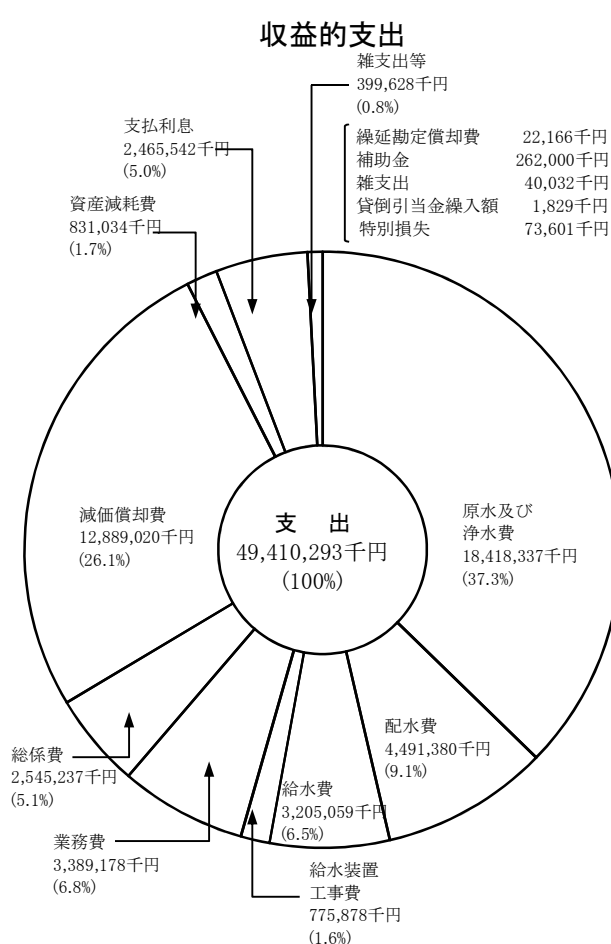 収益的支出
雑支出等
399,628千円
(0.8%)
繰延勘定償却費 22,166千円
補助金 262,000千円
雑支出 40,032千円
貸倒引当金繰入額 1,829千円
特別損失 73,601千円
支払利息
2,465,542千円
(5.0%)
資産減耗費
831,034千円
(1.7%)
減価償却費
12,889,020千円
(26.1%)
支 出
49,410,293千円
(100%)
原水及び
浄水費
18,418,337千円
(37.3%)
配水費
4,491,380千円
(9.1%)
給水費
3,205,059千円
(6.5%)
総係費
2,545,237千円
(5.1%)
業務費
3,389,178千円
(6.8%)
給水装置
工事費
775,878千円
(1.6%)